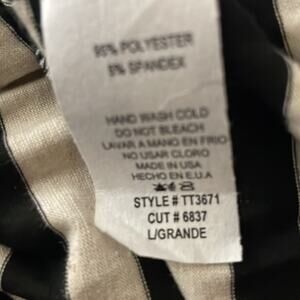 95% POLYESTER
5% SPANDEX
HAND WASH COLD
DO NOT BLEACH
LAVAR A MANO EN FRIO
NO USAR CLORO
MADE IN USA
HECHO EN E.U.A
STYLE # TT3671
CUT # 6837
L/GRANDE